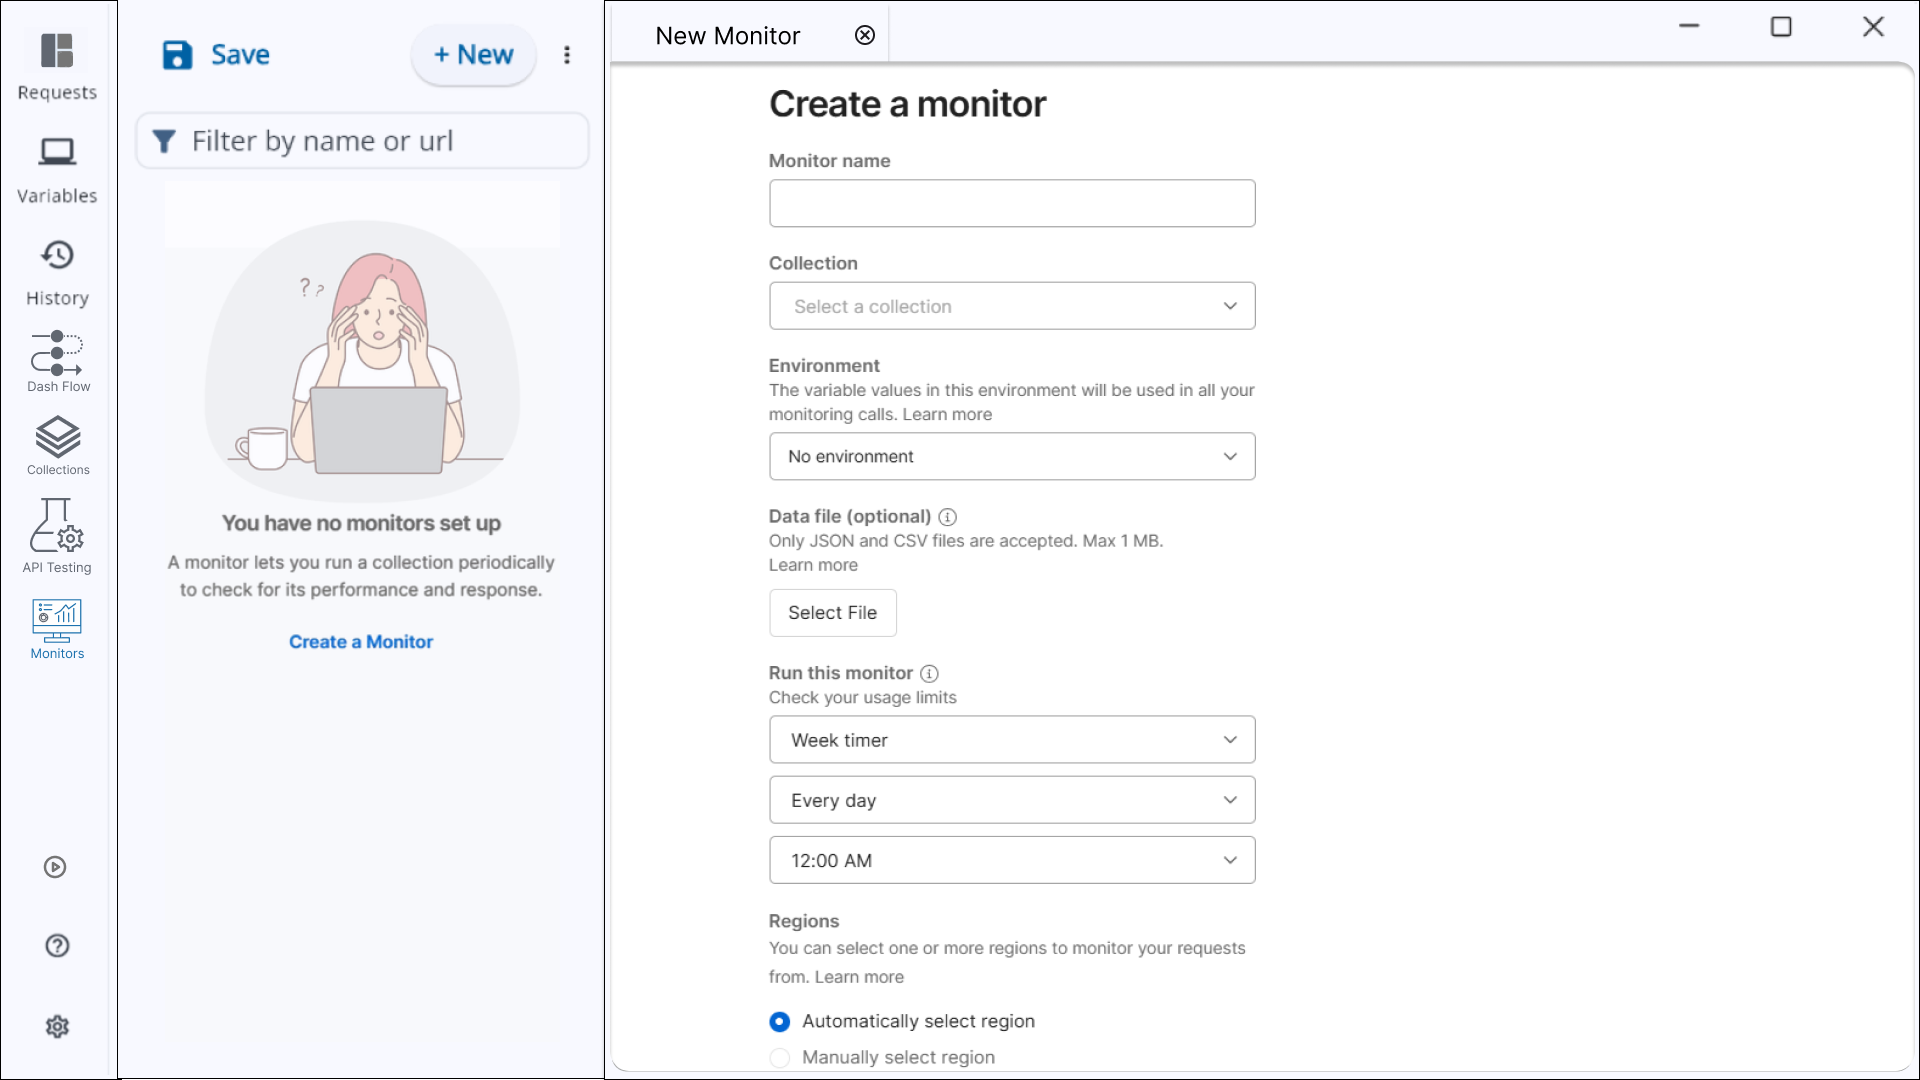 Requests
Variables
History
Dash Flow
Collections
API Testing
Monitors
Save
+ New
Filter by name or url
? ?
You have no monitors set up
A monitor lets you run a collection periodically
to check for its performance and response.
Create a Monitor
New Monitor
Create a monitor
Monitor name
Collection
Select a collection
Environment
The variable values in this environment will be used in all your
monitoring calls. Learn more
No environment
Data file (optional)
Only JSON and CSV files are accepted. Max 1 MB.
Learn more
Select File
Run this monitor
Check your usage limits
Week timer
Every day
12:00 AM
Regions
You can select one or more regions to monitor your requests
from. Learn more
Automatically select region
Manually select region